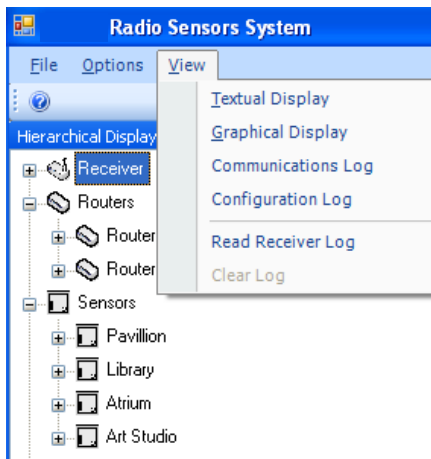 Radio Sensors System
File Options View
Textual Display
Graphical Display
Hierarchical Display
Communications Log
Receiver
Configuration Log
Routers
Router
Read Receiver Log
Router
Clear Log
Sensors
Pavillion
Library
Atrium
Art Studio